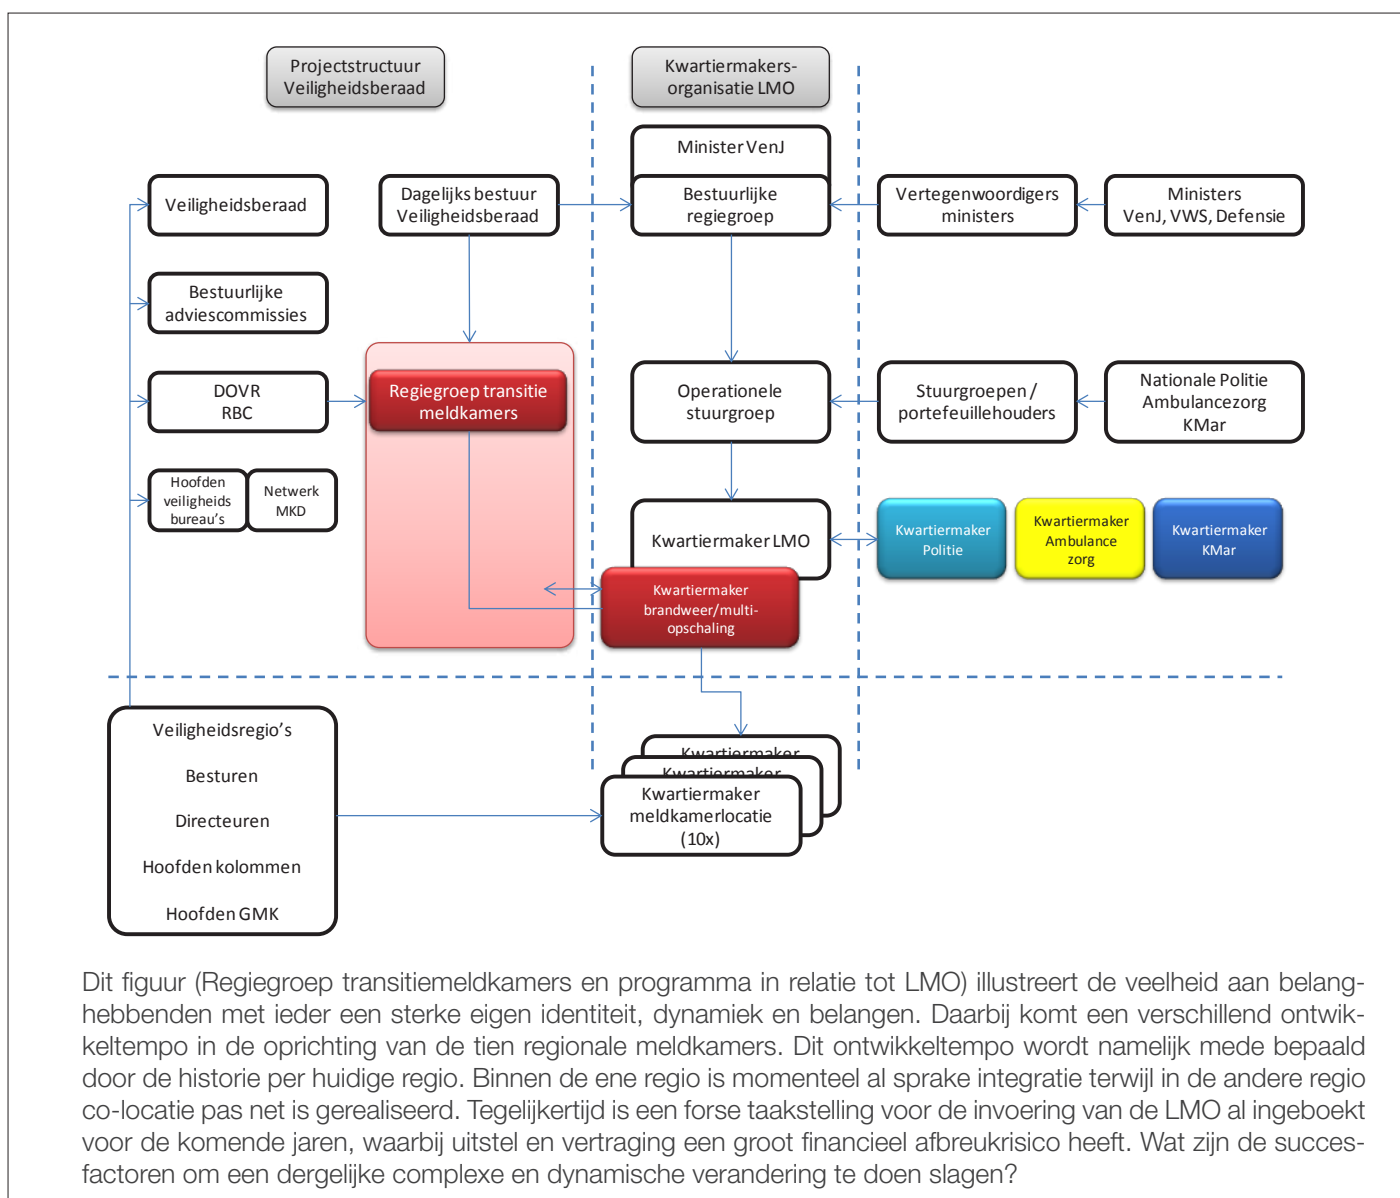 Projectstructuur
Veiligheidsberaad
Kwartiermakers-
organisatie LMO
Minister VenJ
Veiligheidsberaad
Dagelijks bestuur
Veiligheidsberaad
Bestuurlijke
regiegroep
Vertegenwoordigers
ministers
Ministers
VenJ, VWS, Defensie
Bestuurlijke
adviescommissies
DOVR
RBC
Regiegroep transitie
meldkamers
Operationele
stuurgroep
Stuurgroepen /
portefeuillehouders
Nationale Politie
Ambulancezorg
KMar
Hoofden
veiligheids
bureau's
Netwerk
MKD
Kwartiermaker LMO
Kwartiermaker
Politie
Kwartiermaker
Ambulance
zorg
Kwartiermaker
KMar
Kwartiermaker
brandweer/multi-
opschaling
Veiligheidsregio's
Besturen
Directeuren
Hoofden kolommen
Hoofden GMK
Kwartiermaker
Kwartiermaker
Kwartiermaker
meldkamerlocatie
(10x)
Dit figuur (Regiegroep transitiemeldkamers en programma in relatie tot LMO) illustreert de veelheid aan belang-
hebbenden met ieder een sterke eigen identiteit, dynamiek en belangen. Daarbij komt een verschillend ontwik-
keltempo in de oprichting van de tien regionale meldkamers. Dit ontwikkeltempo wordt namelijk mede bepaald
door de historie per huidige regio. Binnen de ene regio is momenteel al sprake integratie terwijl in de andere regio
co-locatie pas net is gerealiseerd. Tegelijkertijd is een forse taakstelling voor de invoering van de LMO al ingeboekt
voor de komende jaren, waarbij uitstel en vertraging een groot financieel afbreukrisico heeft. Wat zijn de succes-
factoren om een dergelijke complexe en dynamische verandering te doen slagen?